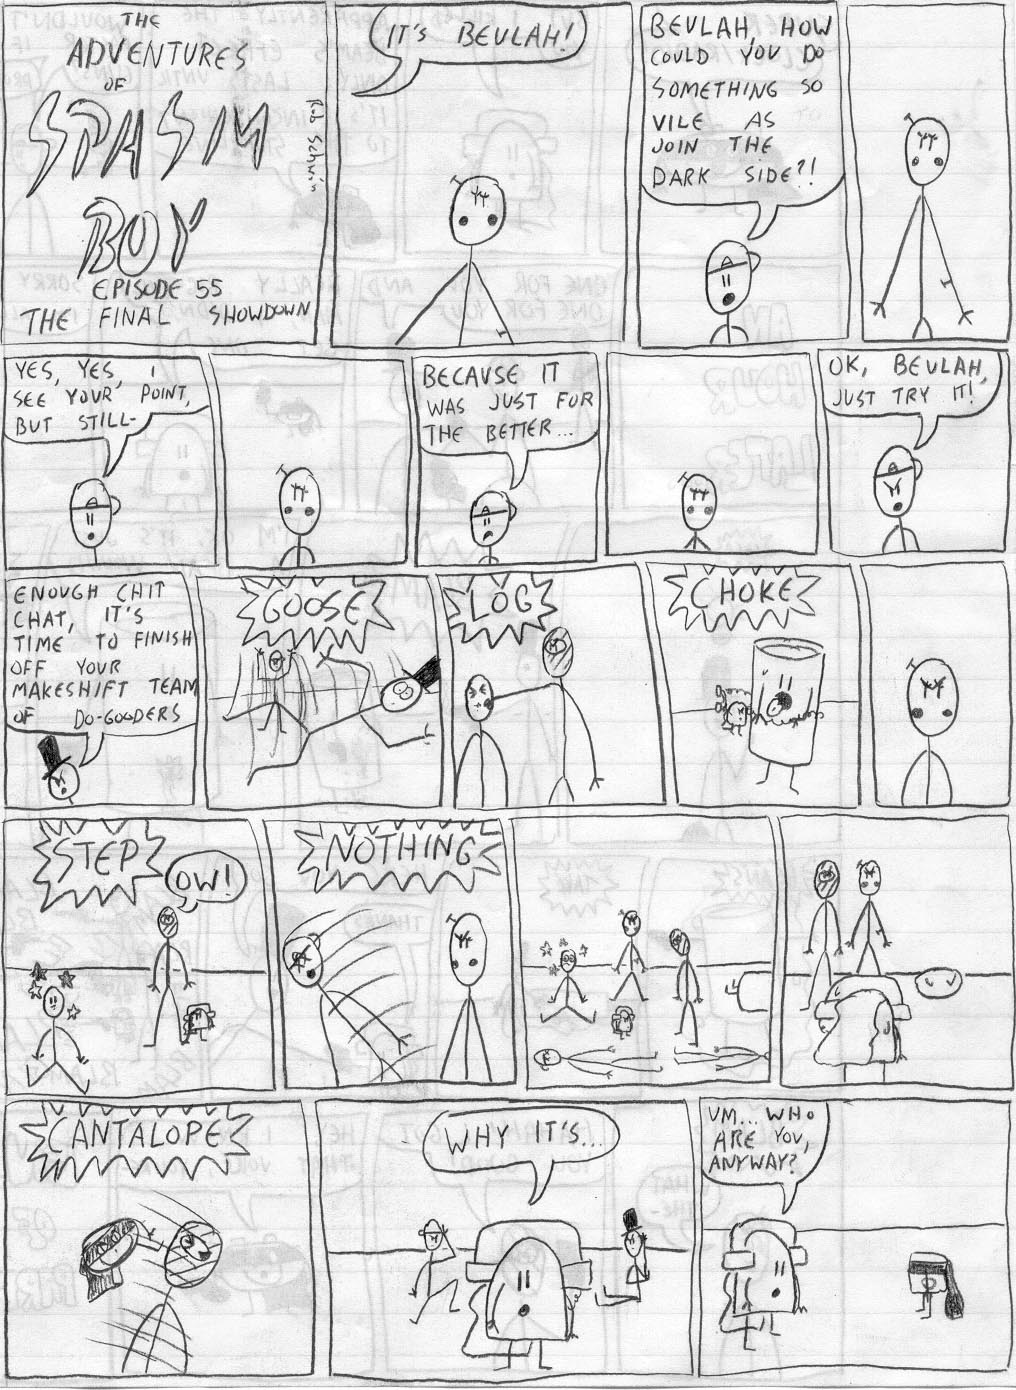 THE
ADVENTURES
OF
SPASIM
BOY
EPISODE 55
THE FINAL SHOWDOWN
IT'S BEULAH!
BEULAH, HOW
COULD YOU DO
SOMETHING SO
VILE AS
JOIN THE
DARK SIDE?!
YES, YES, I
SEE YOUR POINT,
BUT STILL-
BECAUSE IT
WAS JUST FOR
THE BETTER...
OK, BEULAH,
JUST TRY IT!
ENOUGH CHIT
CHAT, IT'S
TIME TO FINISH
OFF YOUR
MAKESHIFT TEAM
OF DO-GOODERS
GOOSE
LOG
CHOKE
STEP
OW!
NOTHING
CANTALOPE
WHY IT'S...
UM... WHO
ARE YOU,
ANYWAY?